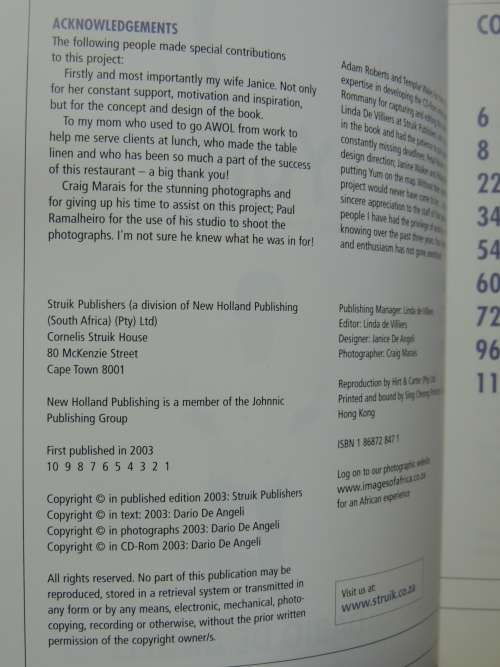 ACKNOWLEDGEMENTS
The following people made special contributions
to this project:
Firstly and most importantly my wife Janice. Not only
for her constant support, motivation and inspiration,
but for the concept and design of the book.
To my mom who used to go AWOL from work to
help me serve clients at lunch, who made the table
linen and who has been so much a part of the success
of this restaurant – a big thank you!
Craig Marais for the stunning photographs and
for giving up his time to assist on this project; Paul
Ramalheiro for the use of his studio to shoot the
photographs. I'm not sure he knew what he was in for!
Struik Publishers (a division of New Holland Publishing
(South Africa) (Pty) Ltd)
Cornelis Struik House
80 McKenzie Street
Cape Town 8001
New Holland Publishing is a member of the Johnnic
Publishing Group
First published in 2003
10 9 8 7 6 5 4 3 2 1
Copyright © in published edition 2003: Struik Publishers
Copyright © in text: 2003: Dario De Angeli
Copyright © in photographs 2003: Dario De Angeli
Copyright © in CD-Rom 2003: Dario De Angeli
All rights reserved. No part of this publication may be
reproduced, stored in a retrieval system or transmitted in
any form or by any means, electronic, mechanical, photo-
copying, recording or otherwise, without the prior written
permission of the copyright owner/s.
Adam Roberts and Templar
expertise in developing the CD-Rom
Rommany for capturing and
Linda De Villiers at Struik
in the book and had the patience
constantly missing deadlines;
design direction; Janine
putting Yum on the map. Without
project would never have
sincere appreciation to the staff
people I have had the privilege of
knowing over the past three years.
and enthusiasm has not gone
Publishing Manager: Linda de Villiers
Editor: Linda de Villiers
Designer: Janice De Angeli
Photographer: Craig Marais
Reproduction by Hirt & Carter (Pty) Ltd
Printed and bound by Sing Cheong
Hong Kong
ISBN 1 86872 847 1
Log on to our photographic website
www.imagesofafrica.co.za
for an African experience
Visit us at:
www.struik.co.za
CO
6
8
22
34
54
60
72
96
11